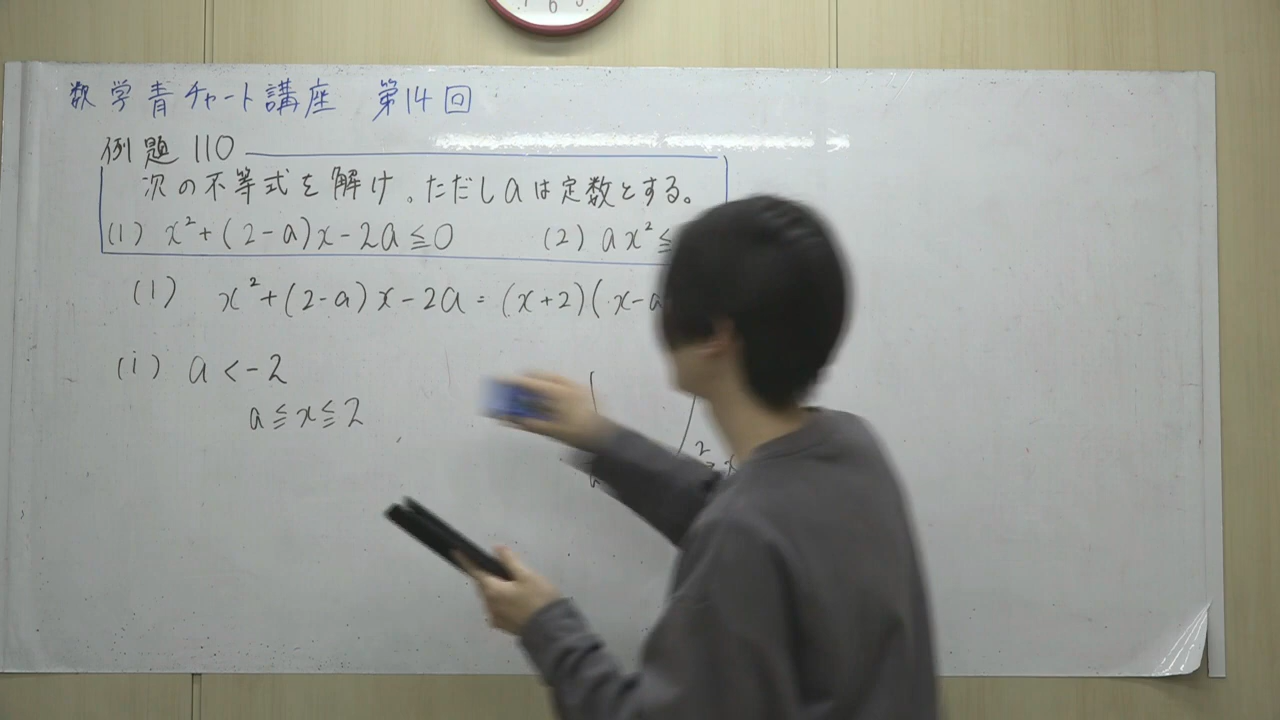 数学青チャート講座 第14回
例題 110
次の不等式を解け。ただしaは定数とする。
(1) x²+(2-a)x-2a≦0 (2) ax²≦
(1) x²+(2-a)x-2a=(x+2)(x-a
(i) a<-2
a≦x≦2
2
x